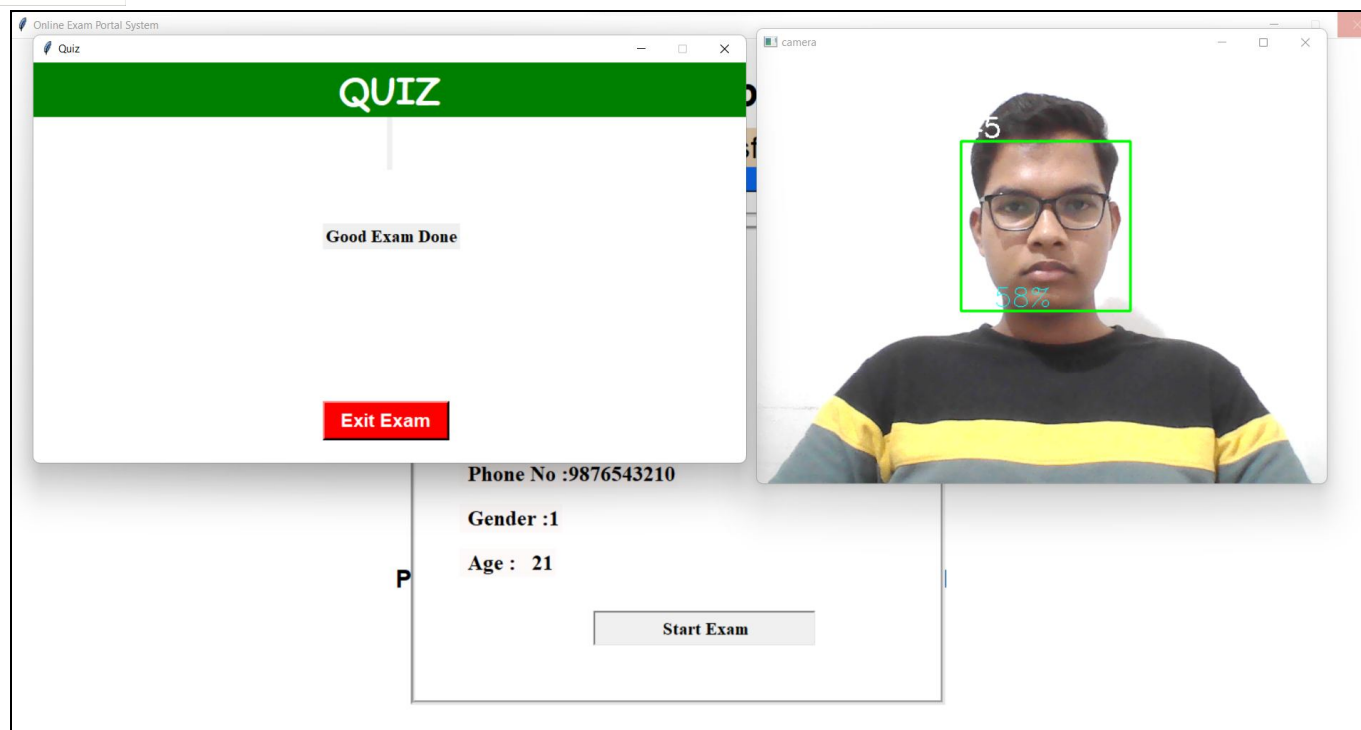 Online Exam Portal System
Quiz
QUIZ
Good Exam Done
Exit Exam
camera
58%
Phone No :9876543210
Gender :1
Age : 21
Start Exam